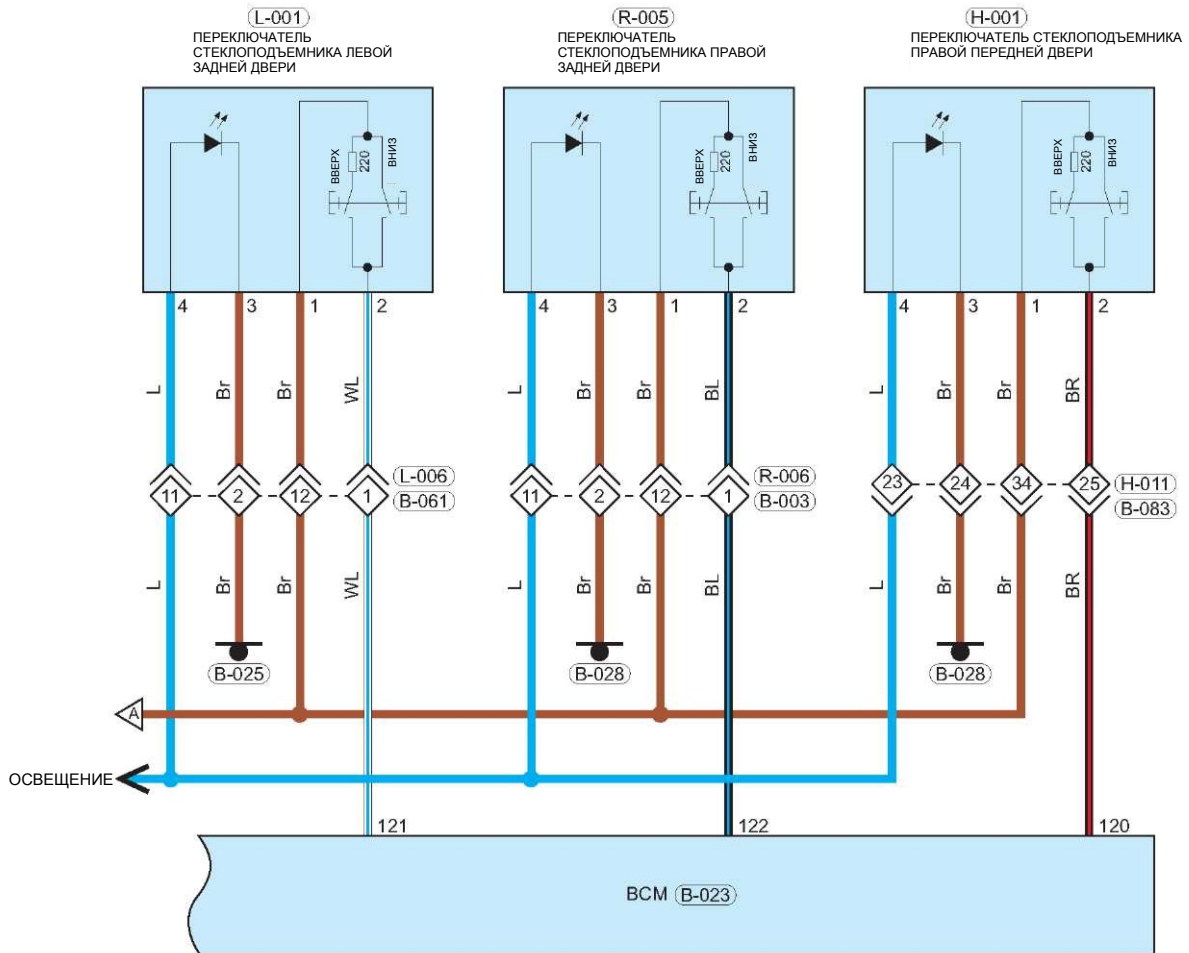 L-001
ПЕРЕКЛЮЧАТЕЛЬ
СТЕКЛОПОДЪЕМНИКА ЛЕВОЙ
ЗАДНЕЙ ДВЕРИ
R-005
ПЕРЕКЛЮЧАТЕЛЬ
СТЕКЛОПОДЪЕМНИКА ПРАВОЙ
ЗАДНЕЙ ДВЕРИ
H-001
ПЕРЕКЛЮЧАТЕЛЬ СТЕКЛОПОДЪЕМНИКА
ПРАВОЙ ПЕРЕДНЕЙ ДВЕРИ
ВВЕРХ
220
ВНИЗ
ВВЕРХ
220
ВНИЗ
ВВЕРХ
220
ВНИЗ
4 3 1 2
4 3 1 2
4 3 1 2
L Br Br WL
L Br Br BL
L Br Br BR
11 2 12 1
L-006
B-061
11 2 12 1
R-006
B-003
23 24 34 25
H-011
B-083
L Br Br WL
L Br Br BL
L Br Br BR
B-025
B-028
B-028
A
ОСВЕЩЕНИЕ
121
122
120
BCM B-023